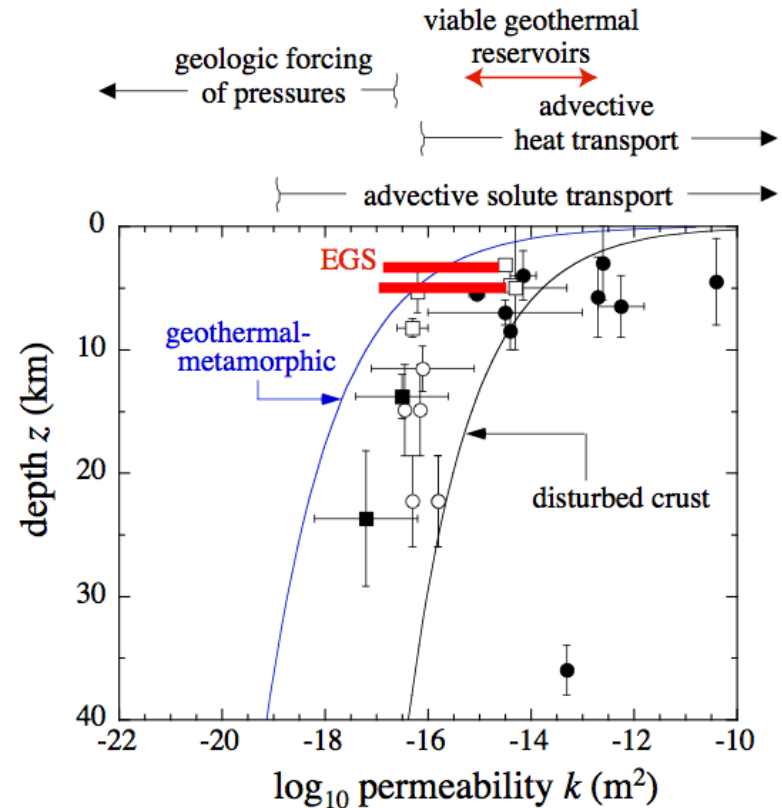 viable geothermal
reservoirs
geologic forcing
of pressures
advective
heat transport
advective solute transport
0
EGS
geothermal-
metamorphic
10
depth z (km)
20
disturbed crust
30
40
-22 -20 -18 -16 -14 -12 -10
log₁₀ permeability k (m²)